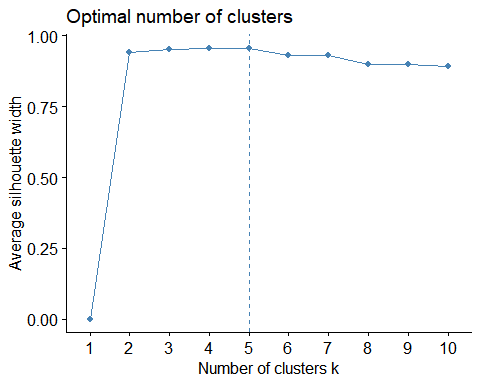 Optimal number of clusters
Average silhouette width
1.00
0.75
0.50
0.25
0.00
1 2 3 4 5 6 7 8 9 10
Number of clusters k